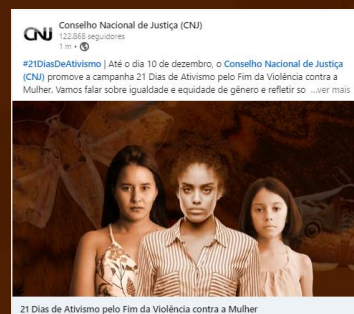 CNJ
Conselho Nacional de Justiça (CNJ)
122.868 seguidores
1 m •
#21DiasDeAtivismo | Até o dia 10 de dezembro, o Conselho Nacional de Justiça
(CNJ) promove a campanha 21 Dias de Ativismo pelo Fim da Violência contra a
Mulher. Vamos falar sobre igualdade e equidade de gênero e refletir so ...ver mais
21 Dias de Ativismo pelo Fim da Violência contra a Mulher